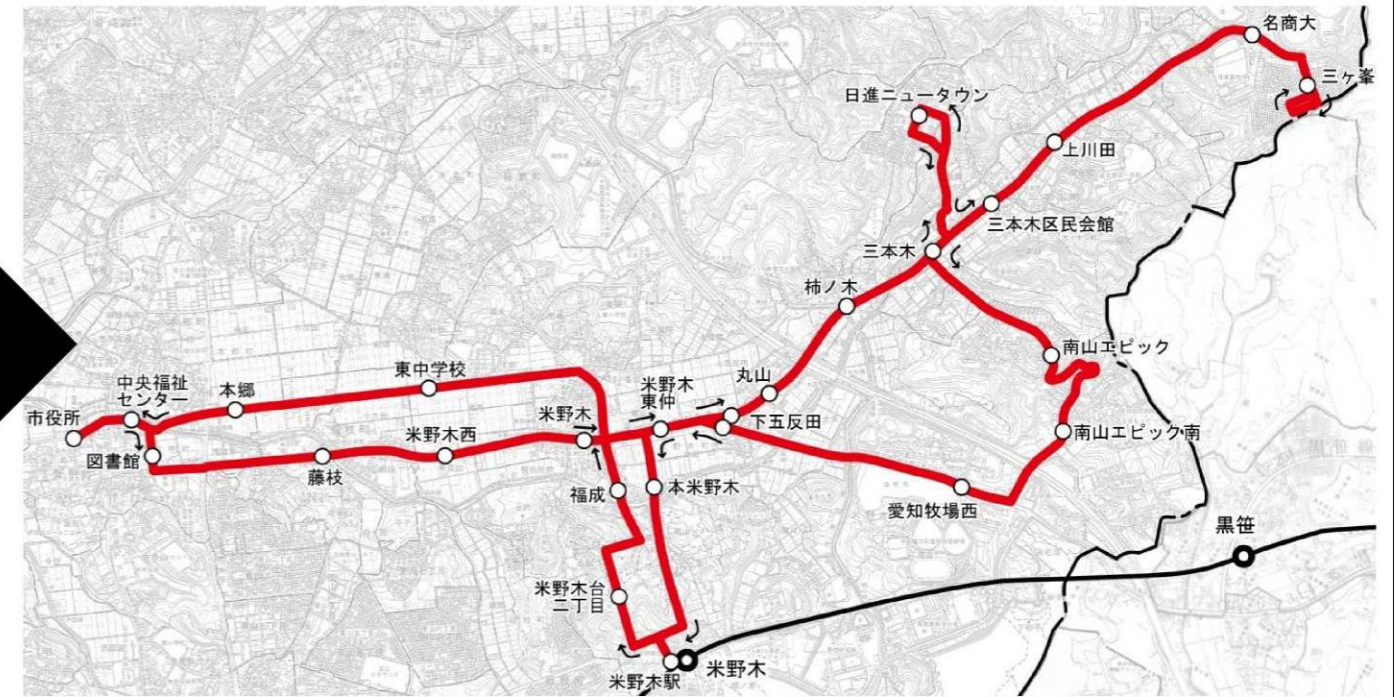 名商大
三ヶ峯
日進ニュータウン
上川田
三本木区民会館
三本木
柿ノ木
南山エピック
東中学校
中央福祉
センター
本郷
米野木
東仲
丸山
市役所
米野木
米野木西
下五反田
南山エピック南
図書館
藤枝
福成
本米野木
愛知牧場西
黒笹
米野木台
二丁目
米野木駅
米野木